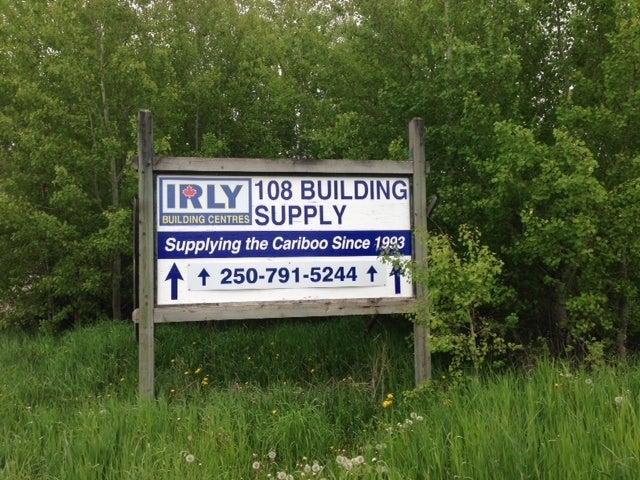 IRLY
BUILDING CENTRES
108 BUILDING
SUPPLY
Supplying the Cariboo Since 1993
250-791-5244